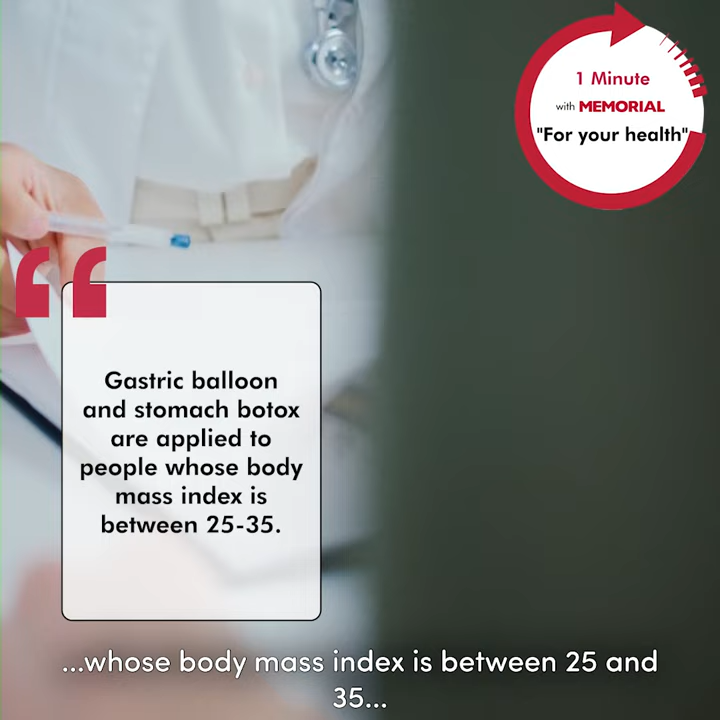 1 Minute
with MEMORIAL
"For your health"
“
Gastric balloon
and stomach botox
are applied to
people whose body
mass index is
between 25-35.
...whose body mass index is between 25 and
35...